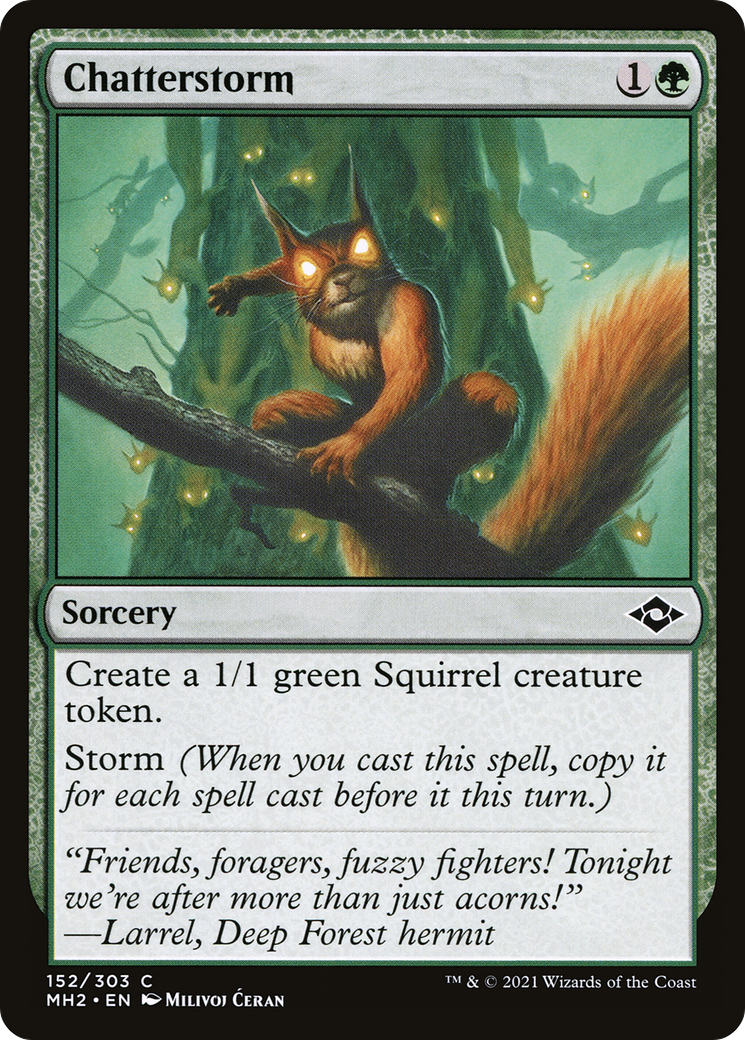 Chatterstorm 1
Sorcery
Create a 1/1 green Squirrel creature
token.
Storm (When you cast this spell, copy it
for each spell cast before it this turn.)
“Friends, foragers, fuzzy fighters! Tonight
we’re after more than just acorns!”
—Larrel, Deep Forest hermit
152/303 C
™ & © 2021 Wizards of the Coast
MH2 • EN Milivoj Ćeran